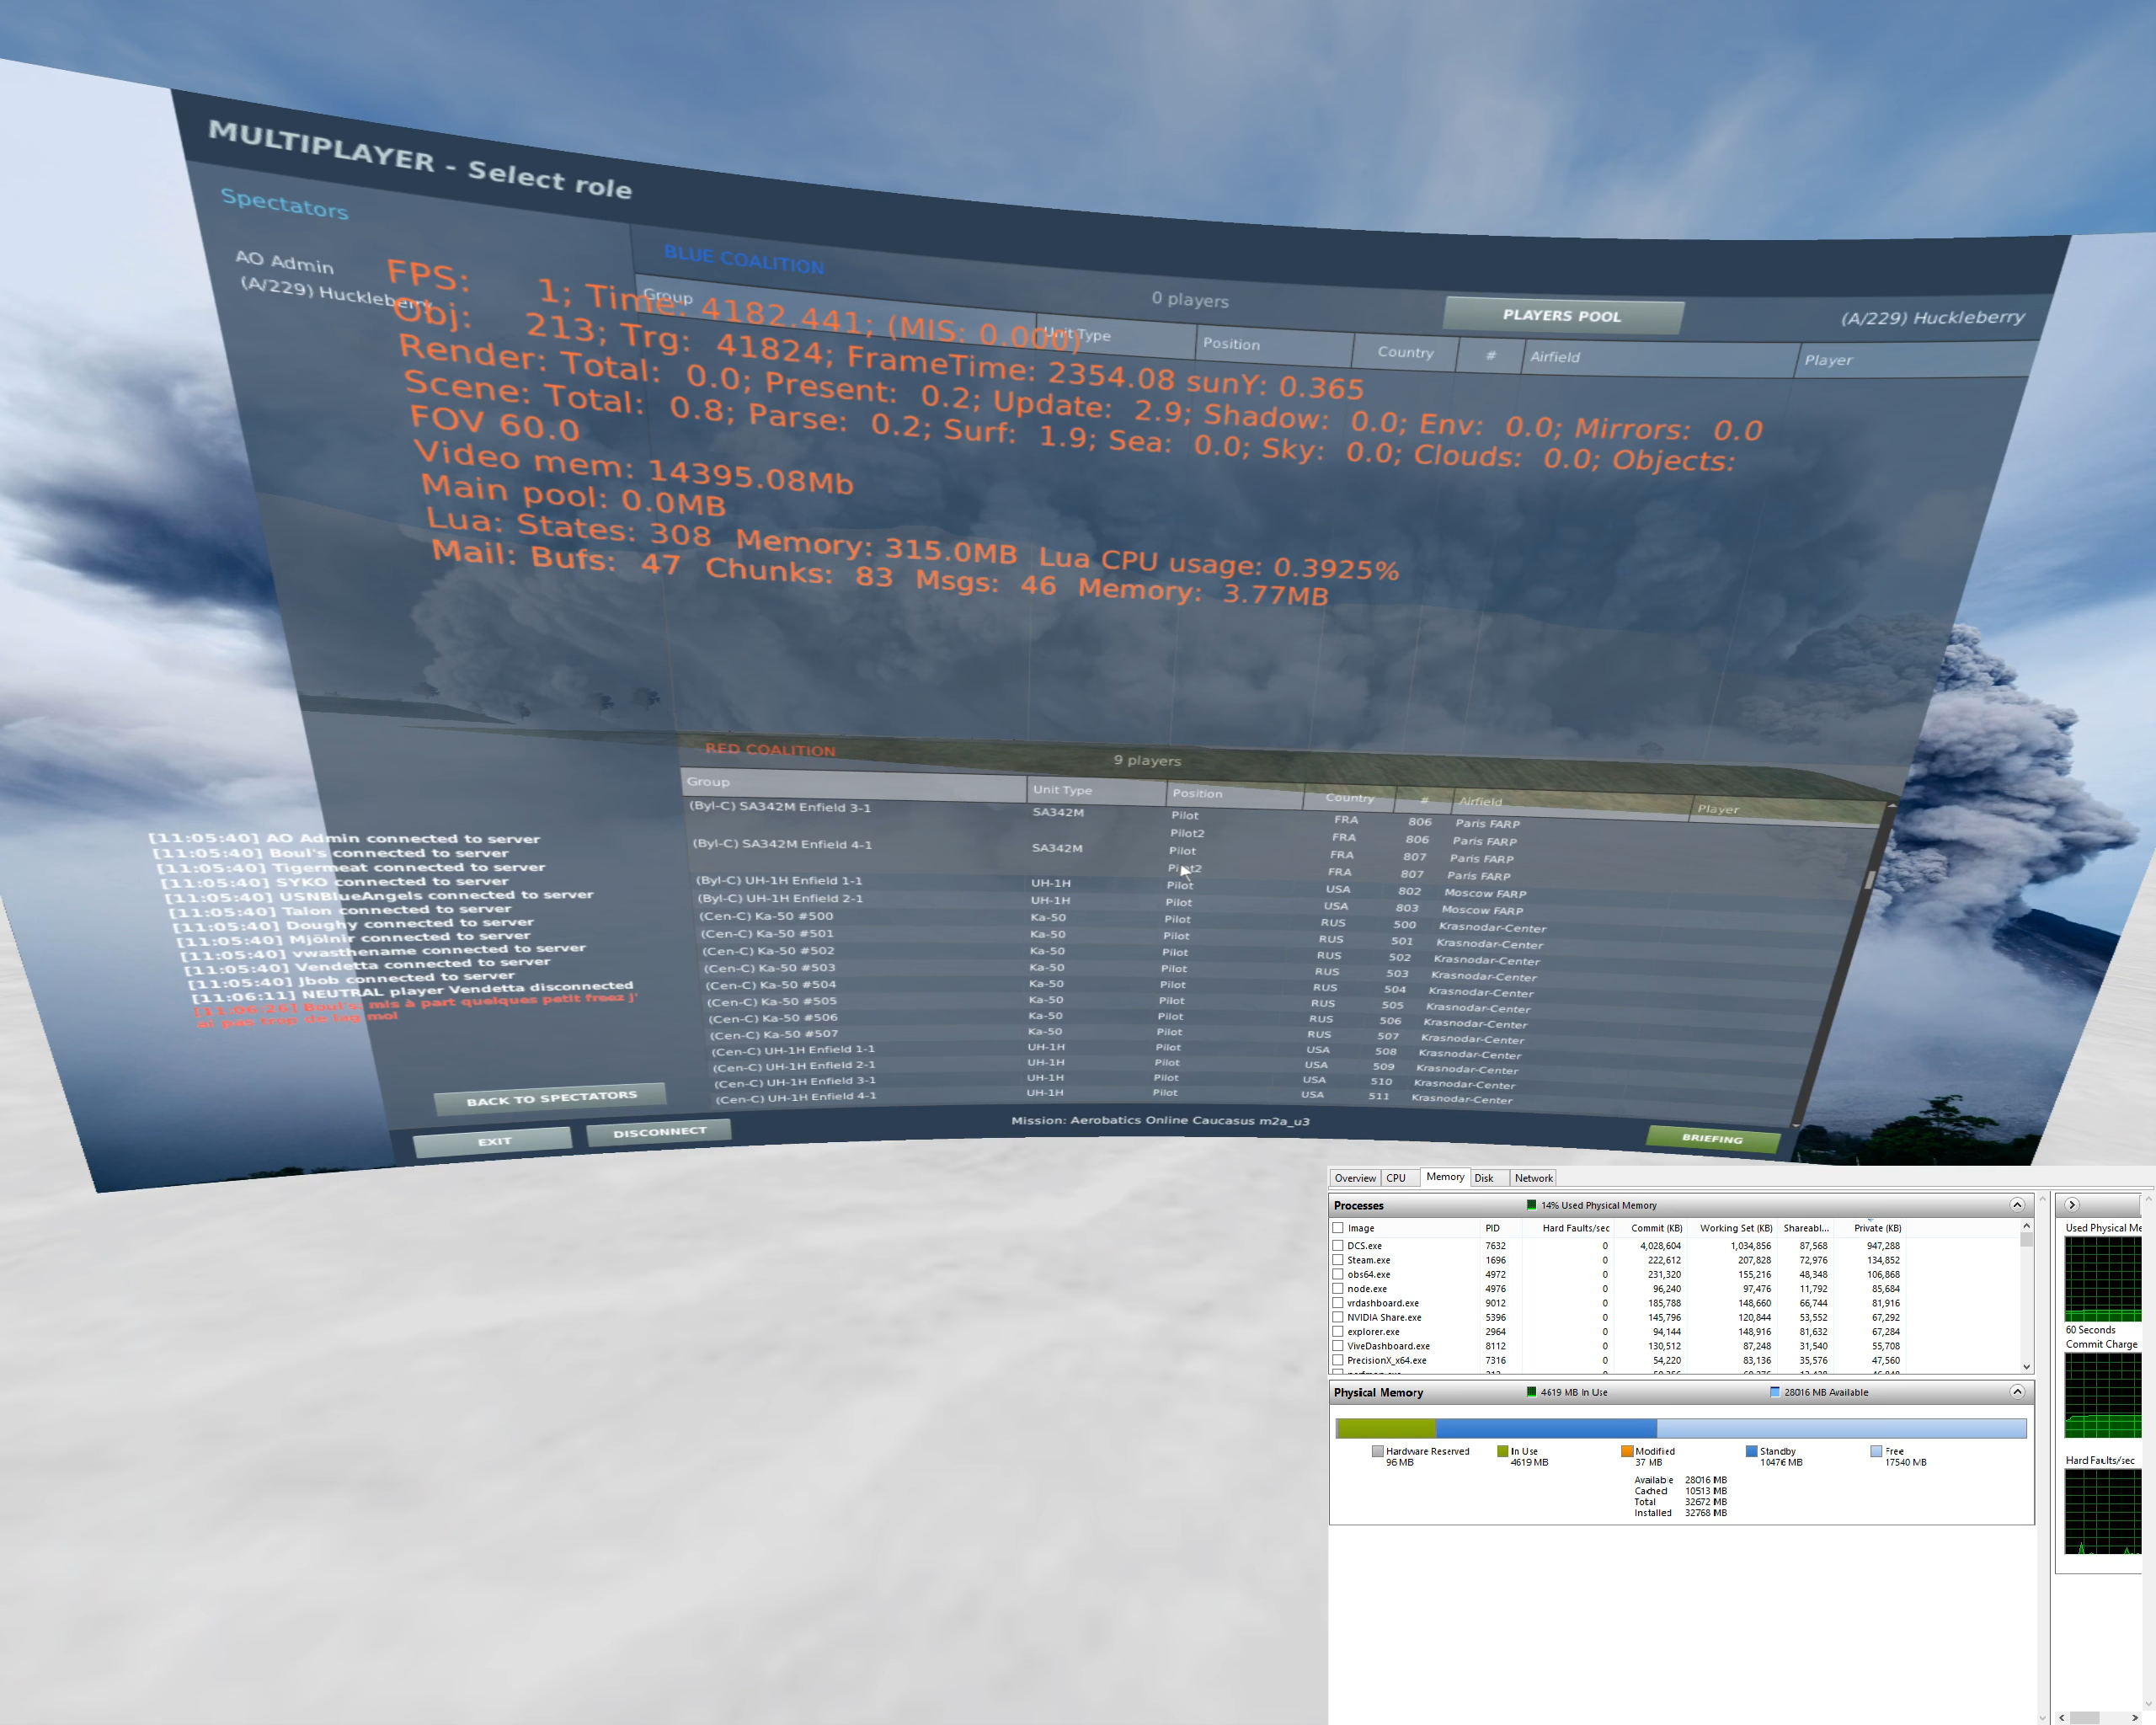 MULTIPLAYER - Select role
Spectators
AO Admin
(A/229) Huckleberry
BLUE COALITION
0 players
PLAYERS POOL
(A/229) Huckleberry
Group Unit Type Position Country # Airfield Player
FPS: 1; Time: 4182.441; (MIS: 0.000)
Obj: 213; Trg: 41824; FrameTime: 2354.08 sunY: 0.365
Render: Total: 0.0; Present: 0.2; Update: 2.9; Shadow: 0.0; Env: 0.0; Mirrors: 0.0
Scene: Total: 0.8; Parse: 0.2; Surf: 1.9; Sea: 0.0; Sky: 0.0; Clouds: 0.0; Objects:
FOV 60.0
Video mem: 14395.08Mb
Main pool: 0.0MB
Lua: States: 308 Memory: 315.0MB Lua CPU usage: 0.3925%
Mail: Bufs: 47 Chunks: 83 Msgs: 46 Memory: 3.77MB
RED COALITION
9 players
Group Unit Type Position Country # Airfield Player
(Byl-C) SA342M Enfield 3-1 SA342M Pilot FRA 806 Paris FARP
Pilot2 FRA 806 Paris FARP
(Byl-C) SA342M Enfield 4-1 SA342M Pilot FRA 807 Paris FARP
Pilot2 FRA 807 Paris FARP
(Byl-C) UH-1H Enfield 1-1 UH-1H Pilot USA 802 Moscow FARP
(Byl-C) UH-1H Enfield 2-1 UH-1H Pilot USA 803 Moscow FARP
(Cen-C) Ka-50 #500 Ka-50 Pilot RUS 500 Krasnodar-Center
(Cen-C) Ka-50 #501 Ka-50 Pilot RUS 501 Krasnodar-Center
(Cen-C) Ka-50 #502 Ka-50 Pilot RUS 502 Krasnodar-Center
(Cen-C) Ka-50 #503 Ka-50 Pilot RUS 503 Krasnodar-Center
(Cen-C) Ka-50 #504 Ka-50 Pilot RUS 504 Krasnodar-Center
(Cen-C) Ka-50 #505 Ka-50 Pilot RUS 505 Krasnodar-Center
(Cen-C) Ka-50 #506 Ka-50 Pilot RUS 506 Krasnodar-Center
(Cen-C) Ka-50 #507 Ka-50 Pilot RUS 507 Krasnodar-Center
(Cen-C) UH-1H Enfield 1-1 UH-1H Pilot USA 508 Krasnodar-Center
(Cen-C) UH-1H Enfield 2-1 UH-1H Pilot USA 509 Krasnodar-Center
(Cen-C) UH-1H Enfield 3-1 UH-1H Pilot USA 510 Krasnodar-Center
(Cen-C) UH-1H Enfield 4-1 UH-1H Pilot USA 511 Krasnodar-Center
[11:05:40] AO Admin connected to server
[11:05:40] Boul's connected to server
[11:05:40] Tigermeat connected to server
[11:05:40] SYKO connected to server
[11:05:40] USNBlueAngels connected to server
[11:05:40] Talon connected to server
[11:05:40] Doughy connected to server
[11:05:40] Mjölnir connected to server
[11:05:40] vwasthename connected to server
[11:05:40] Vendetta connected to server
[11:05:40] Jbob connected to server
[11:06:11] NEUTRAL player Vendetta disconnected
[11:06:26] Boul's: mis à part quelques petit freez j'
ai pas trop de lag moi
BACK TO SPECTATORS
EXIT
DISCONNECT
Mission: Aerobatics Online Caucasus m2a_u3
BRIEFING
Overview CPU Memory Disk Network
Processes 14% Used Physical Memory
Image PID Hard Faults/sec Commit (KB) Working Set (KB) Shareabl... Private (KB)
DCS.exe 7632 0 4,028,604 1,034,856 87,568 947,288
Steam.exe 1696 0 222,612 207,828 72,976 134,852
obs64.exe 4972 0 231,320 155,216 48,348 106,868
node.exe 4976 0 96,240 97,476 11,792 85,684
vrdashboard.exe 9012 0 185,788 148,660 66,744 81,916
NVIDIA Share.exe 5396 0 145,796 120,844 53,552 67,292
explorer.exe 2964 0 94,144 148,916 81,632 67,284
ViveDashboard.exe 8112 0 130,512 87,248 31,540 55,708
PrecisionX_x64.exe 7316 0 54,220 83,136 35,576 47,560
Physical Memory 4619 MB In Use 28016 MB Available
Hardware Reserved In Use Modified Standby Free
96 MB 4619 MB 37 MB 10476 MB 17540 MB
Available 28016 MB
Cached 10513 MB
Total 32672 MB
Installed 32768 MB
Used Physical Me
60 Seconds
Commit Charge
Hard Faults/sec